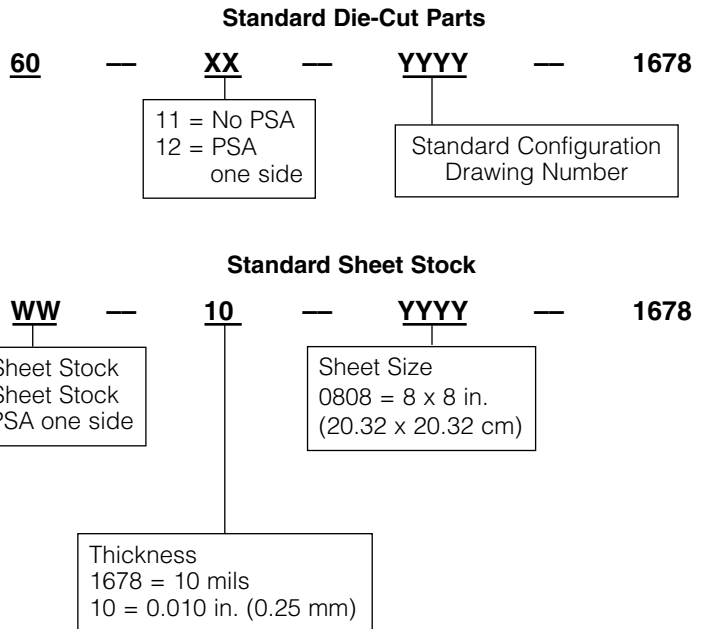 Standard Die-Cut Parts
60 — XX — YYYY — 1678
11 = No PSA
12 = PSA
one side
Standard Configuration
Drawing Number
Standard Sheet Stock
WW — 10 — YYYY — 1678
Sheet Stock
Sheet Stock
PSA one side
Sheet Size
0808 = 8 x 8 in.
(20.32 x 20.32 cm)
Thickness
1678 = 10 mils
10 = 0.010 in. (0.25 mm)